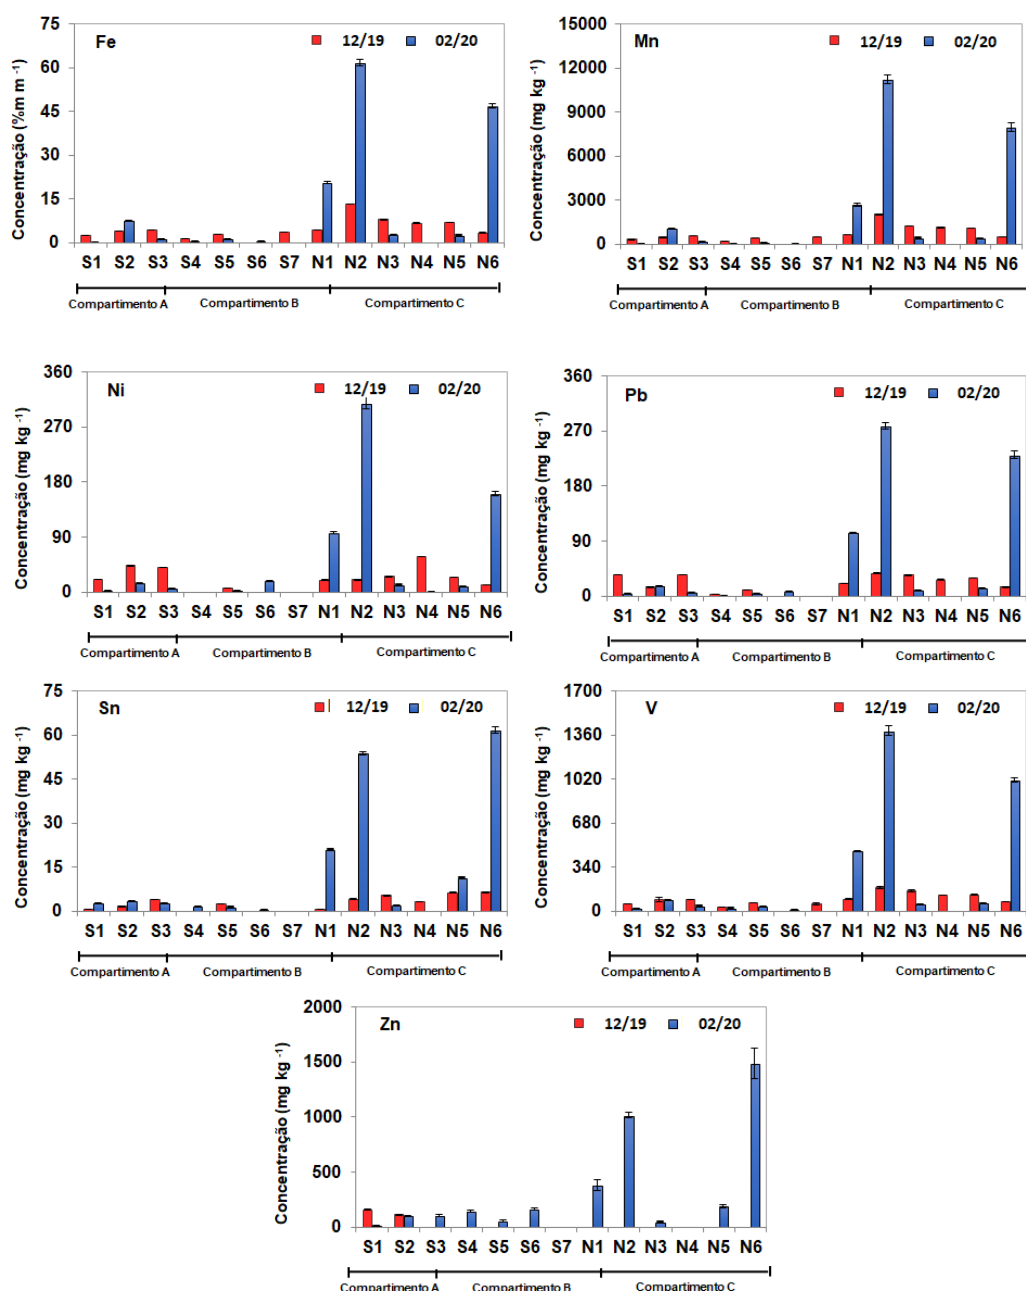 Fe 12/19 02/20
Concentração (%m m⁻¹)
75
60
45
30
15
0
S1 S2 S3 S4 S5 S6 S7 N1 N2 N3 N4 N5 N6
Compartimento A Compartimento B Compartimento C
Mn 12/19 02/20
Concentração (mg kg⁻¹)
15000
12000
9000
6000
3000
0
S1 S2 S3 S4 S5 S6 S7 N1 N2 N3 N4 N5 N6
Compartimento A Compartimento B Compartimento C
Ni 12/19 02/20
Concentração (mg kg⁻¹)
360
270
180
90
0
S1 S2 S3 S4 S5 S6 S7 N1 N2 N3 N4 N5 N6
Compartimento A Compartimento B Compartimento C
Pb 12/19 02/20
Concentração (mg kg⁻¹)
360
270
180
90
0
S1 S2 S3 S4 S5 S6 S7 N1 N2 N3 N4 N5 N6
Compartimento A Compartimento B Compartimento C
Sn 12/19 02/20
Concentração (mg kg⁻¹)
75
60
45
30
15
0
S1 S2 S3 S4 S5 S6 S7 N1 N2 N3 N4 N5 N6
Compartimento A Compartimento B Compartimento C
V 12/19 02/20
Concentração (mg kg⁻¹)
1700
1360
1020
680
340
0
S1 S2 S3 S4 S5 S6 S7 N1 N2 N3 N4 N5 N6
Compartimento A Compartimento B Compartimento C
Zn 12/19 02/20
Concentração (mg kg⁻¹)
2000
1500
1000
500
0
S1 S2 S3 S4 S5 S6 S7 N1 N2 N3 N4 N5 N6
Compartimento A Compartimento B Compartimento C